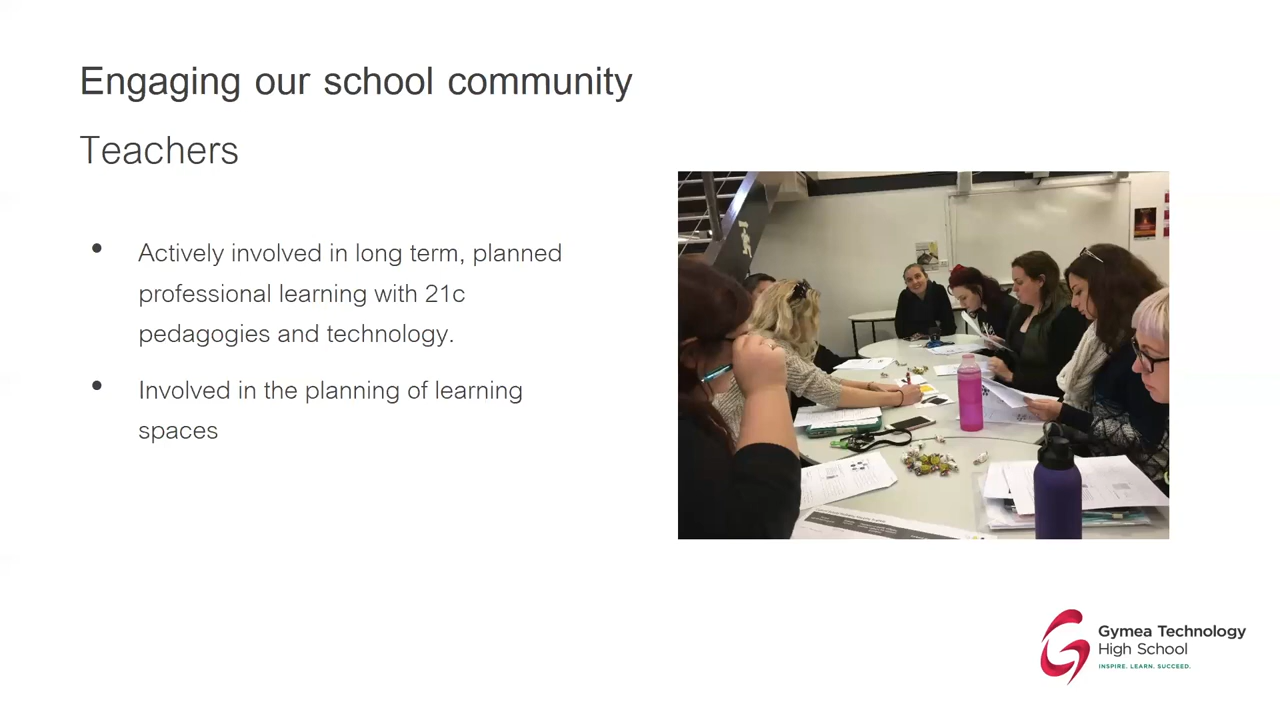 Engaging our school community
Teachers
• Actively involved in long term, planned
professional learning with 21c
pedagogies and technology.
• Involved in the planning of learning
spaces
Gymea Technology
High School
INSPIRE. LEARN. SUCCEED.